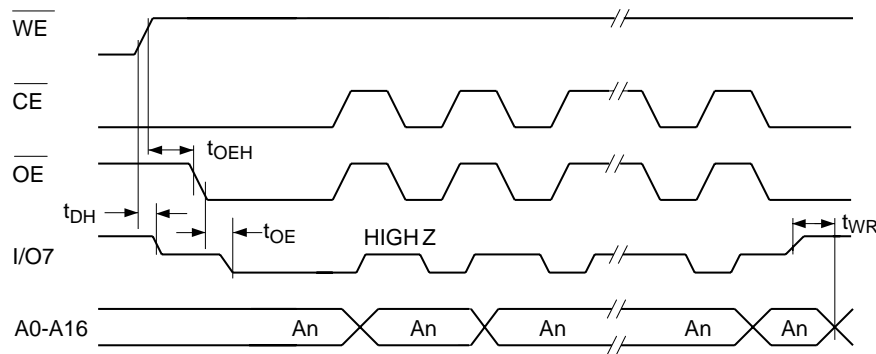 WE
CE
tOEH
OE
tDH
tOE
HIGH Z
tWR
I/O7
A0-A16 An An An An An